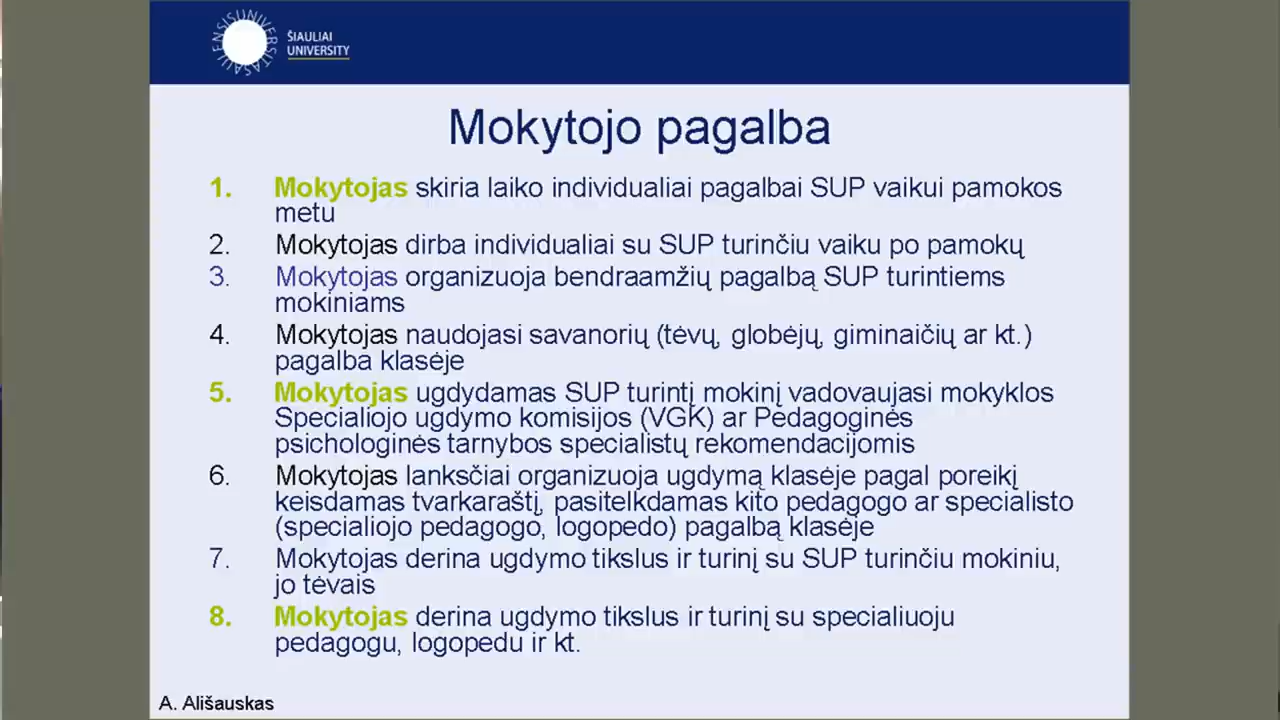 ENSIS UNIVERSITAS SAUL
ŠIAULIAI
UNIVERSITY
Mokytojo pagalba
1. Mokytojas skiria laiko individualiai pagalbai SUP vaikui pamokos
metu
2. Mokytojas dirba individualiai su SUP turinčiu vaiku po pamokų
3. Mokytojas organizuoja bendraamžių pagalbą SUP turintiems
mokiniams
4. Mokytojas naudojasi savanorių (tėvų, globėjų, giminaičių ar kt.)
pagalba klasėje
5. Mokytojas ugdydamas SUP turintį mokinį vadovaujasi mokyklos
Specialiojo ugdymo komisijos (VGK) ar Pedagoginės
psichologinės tarnybos specialistų rekomendacijomis
6. Mokytojas lanksčiai organizuoja ugdymą klasėje pagal poreikį
keisdamas tvarkaraštį, pasitelkdamas kito pedagogo ar specialisto
(specialiojo pedagogo, logopedo) pagalbą klasėje
7. Mokytojas derina ugdymo tikslus ir turinį su SUP turinčiu mokiniu,
jo tėvais
8. Mokytojas derina ugdymo tikslus ir turinį su specialiuoju
pedagogu, logopedu ir kt.
A. Ališauskas